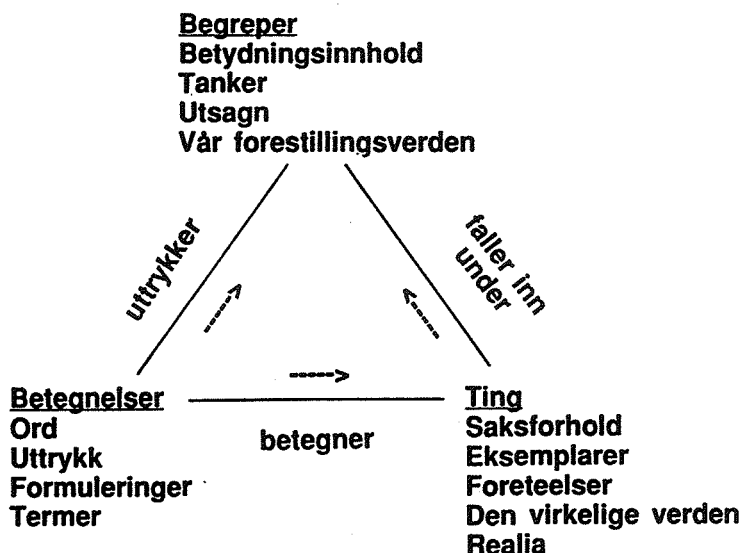 Begreper
Betydningsinnhold
Tanker
Utsagn
Vår forestillingsverden
uttrykker
faller inn
under
Betegnelser
Ord
Uttrykk
Formuleringer
Termer
betegner
Ting
Saksforhold
Eksemplarer
Foreteelser
Den virkelige verden
Realia